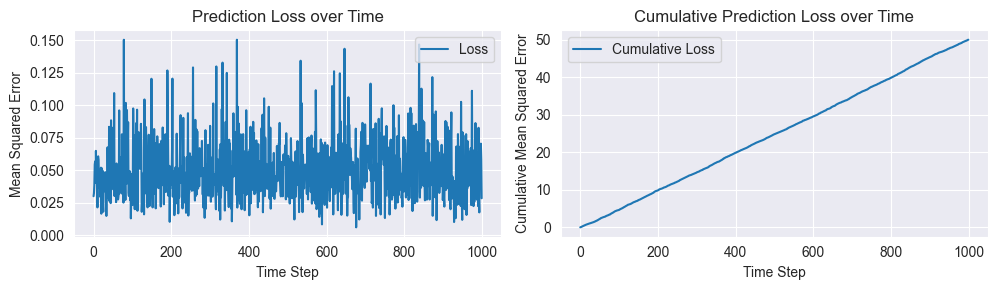 Prediction Loss over Time
Mean Squared Error
0.150
0.125
0.100
0.075
0.050
0.025
0.000
Loss
0 200 400 600 800 1000
Time Step
Cumulative Prediction Loss over Time
Cumulative Mean Squared Error
50
40
30
20
10
0
Cumulative Loss
0 200 400 600 800 1000
Time Step